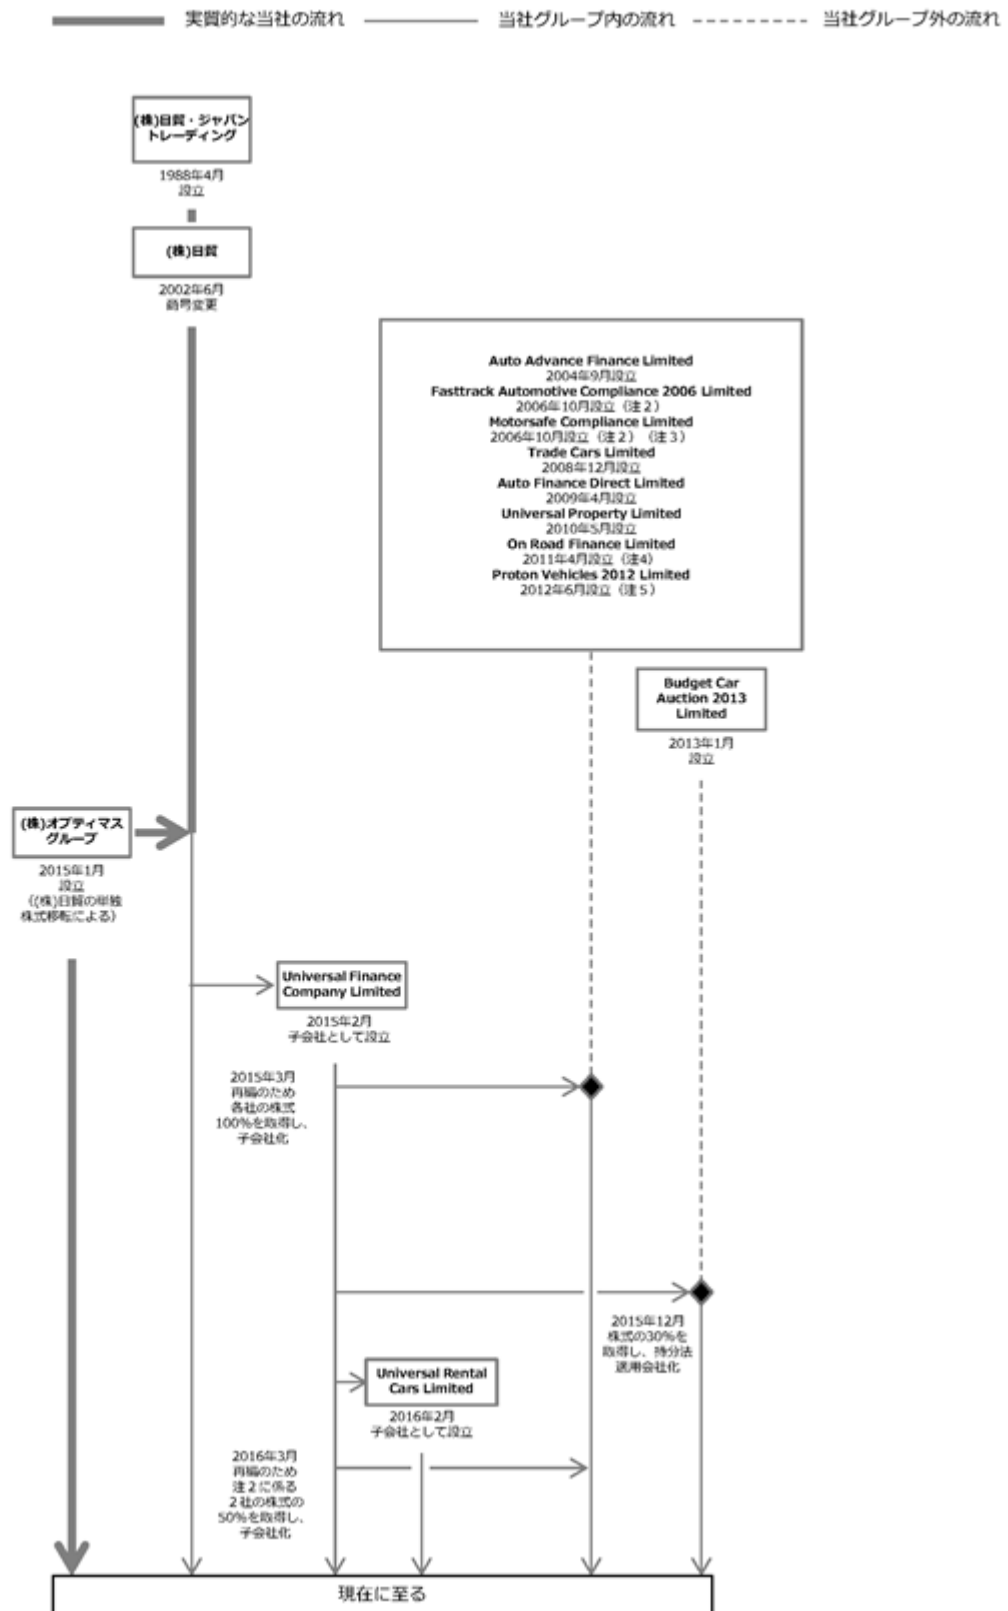 実質的な当社の流れ
当社グループ内の流れ
当社グループ外の流れ
(株)日貿・ジャパン
トレーディング
1988年4月
設立
(株)日貿
2002年6月
商号変更
Auto Advance Finance Limited
2004年9月設立
Fasttrack Automotive Compliance 2006 Limited
2006年10月設立（注２）
Motorsafe Compliance Limited
2006年10月設立（注２）（注３）
Trade Cars Limited
2008年12月設立
Auto Finance Direct Limited
2009年4月設立
Universal Property Limited
2010年5月設立
On Road Finance Limited
2011年4月設立（注4）
Proton Vehicles 2012 Limited
2012年6月設立（注５）
Budget Car
Auction 2013
Limited
2013年1月
設立
(株)オプティマス
グループ
2015年1月
設立
（(株)日貿の単独
株式移転による）
Universal Finance
Company Limited
2015年2月
子会社として設立
2015年3月
再編のため
各社の株式
100%を取得し、
子会社化
2015年12月
株式の30%を
取得し、持分法
適用会社化
Universal Rental
Cars Limited
2016年2月
子会社として設立
2016年3月
再編のため
注２に係る
２社の株式の
50%を取得し、
子会社化
現在に至る